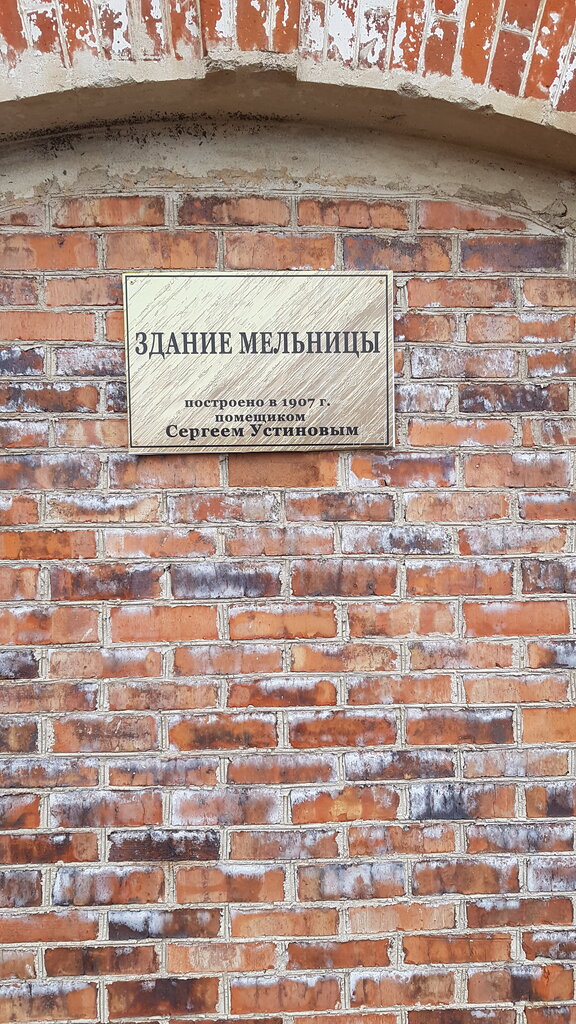 ЗДАНИЕ МЕЛЬНИЦЫ
построено в 1907 г.
помещиком
Сергеем Устиновым